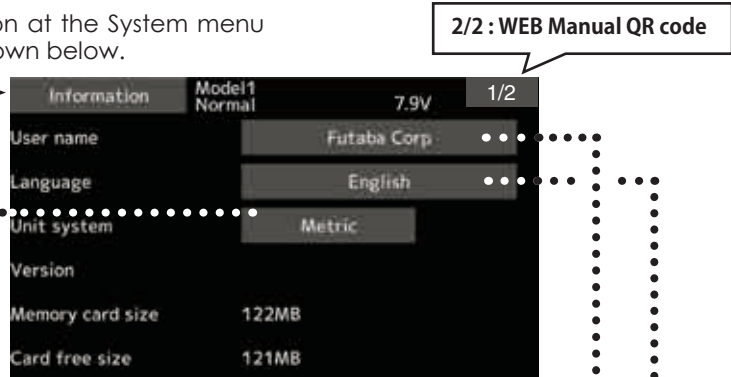 on at the System menu
own below.
2/2 : WEB Manual QR code
Information Model1 Normal 7.9V 1/2
User name Futaba Corp
Language English
Unit system Metric
Version
Memory card size 122MB
Card free size 121MB